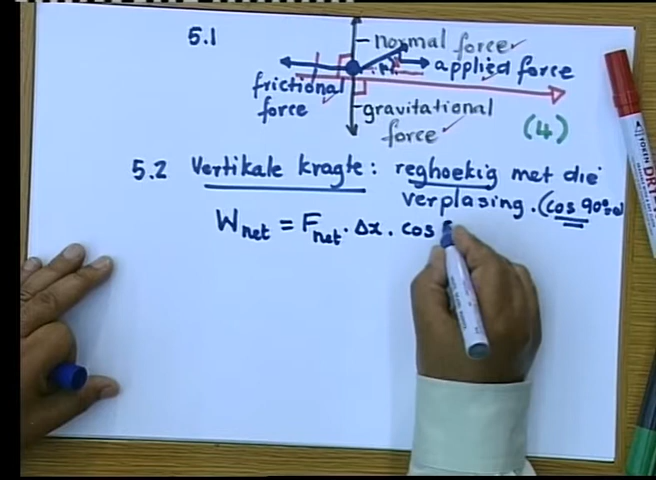 5.1
normal force
applied force
frictional
force
gravitational
force
(4)
5.2 Vertikale kragte: reghoekig met die
verplasing. (cos 90°=0)
Wnet = Fnet . Δx . cos
TOKEN